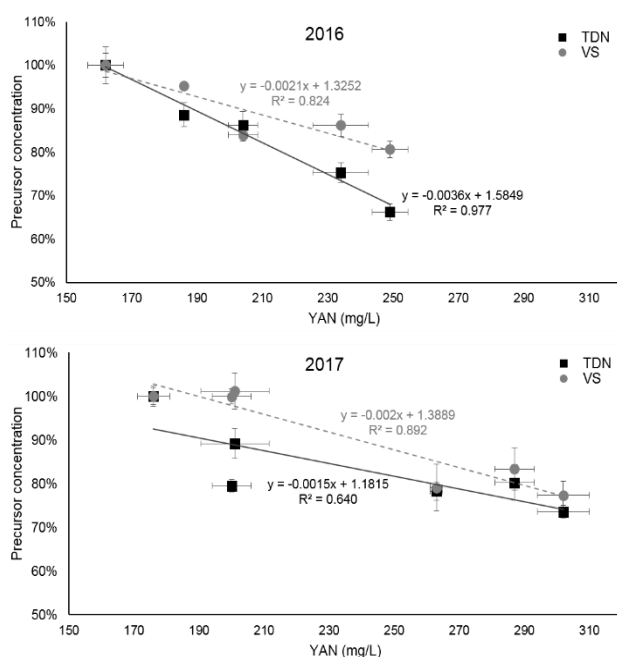 2016
TDN
VS
110%
100%
90%
80%
70%
60%
50%
Precursor concentration
y = -0.0021x + 1.3252
R² = 0.824
y = -0.0036x + 1.5849
R² = 0.977
150 170 190 210 230 250 270 290 310
YAN (mg/L)
2017
TDN
VS
110%
100%
90%
80%
70%
60%
50%
Precursor concentration
y = -0.002x + 1.3889
R² = 0.892
y = -0.0015x + 1.1815
R² = 0.640
150 170 190 210 230 250 270 290 310
YAN (mg/L)